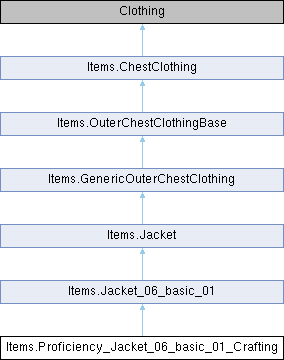 Clothing
Items.ChestClothing
Items.OuterChestClothingBase
Items.GenericOuterChestClothing
Items.Jacket
Items.Jacket_06_basic_01
Items.Proficiency_Jacket_06_basic_01_Crafting